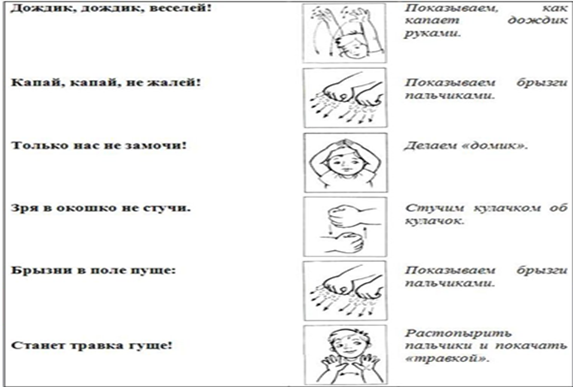 Дождик, дождик, веселей!
Показываем, как
капает дождик
руками.
Капай, капай, не жалей!
Показываем брызги
пальчиками.
Только нас не замочи!
Делаем «домик».
Зря в окошко не стучи.
Стучим кулачком об
кулачок.
Брызни в поле пуще:
Показываем брызги
пальчиками.
Станет травка гуще!
Растопырить
пальчики и покачать
«травкой».